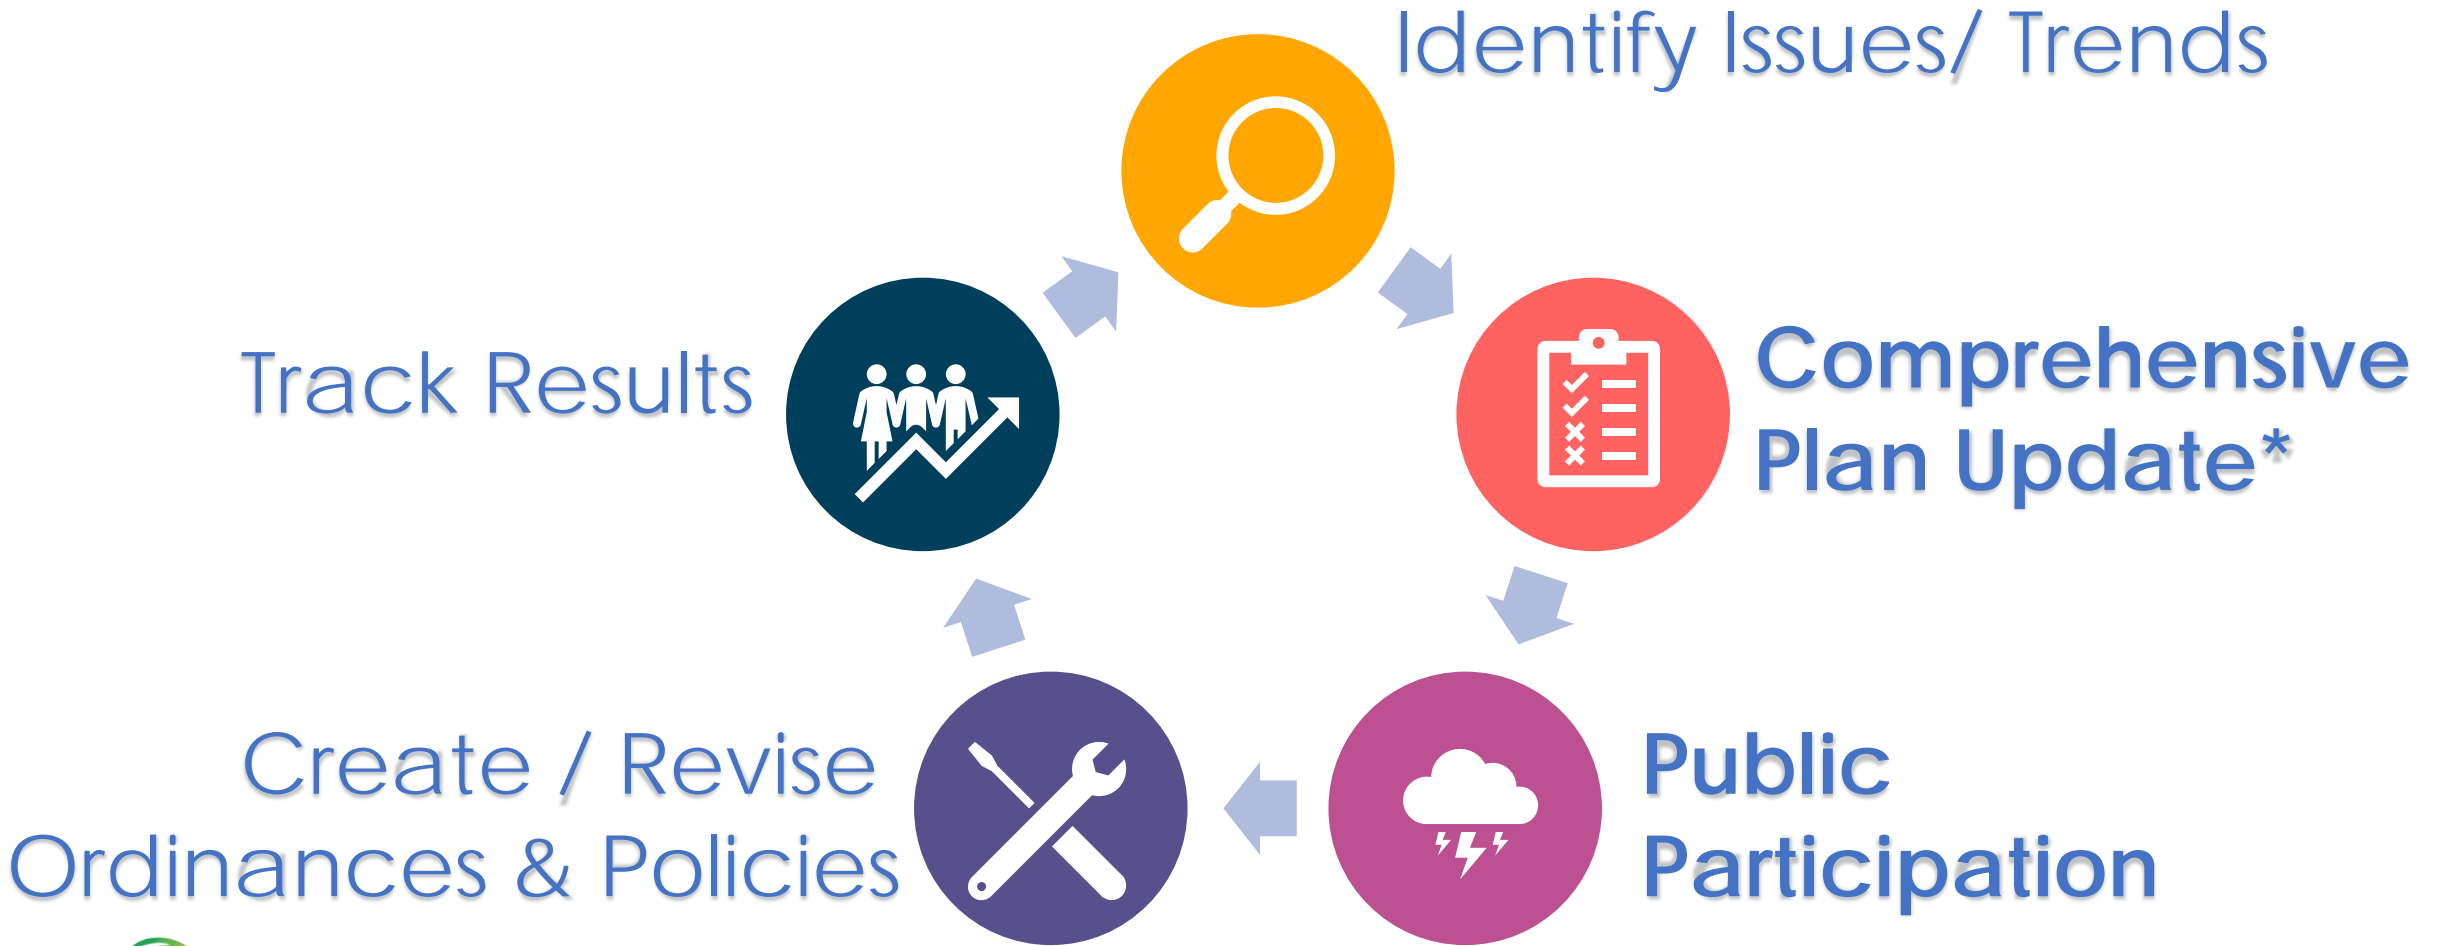 Identify Issues/ Trends
Comprehensive
Plan Update*
Public
Participation
Create / Revise
Ordinances & Policies
Track Results